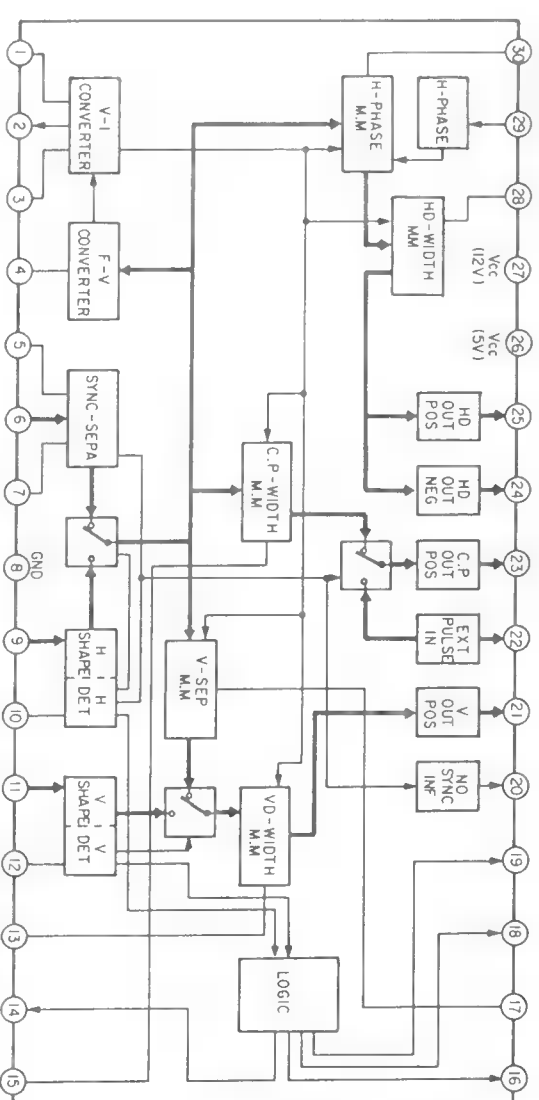 30
29
28
27
26
25
24
23
22
21
20
19
18
17
16
Vcc
(12V)
Vcc
(5V)
H-PHASE
M.M
H-PHASE
HD-WIDTH
MM
HD
OUT
POS
HD
OUT
NEG
C.P
OUT
POS
EXT
PULSE
IN
V
OUT
POS
NO
SYNC
INF
C.P-WIDTH
M.M
V-SEP
M.M
VD-WIDTH
M.M
LOGIC
V-I
CONVERTER
F-V
CONVERTER
SYNC-SEPA
GND
H
SHAPE
H
DET
V
SHAPE
V
DET
1
2
3
4
5
6
7
8
9
10
11
12
13
14
15